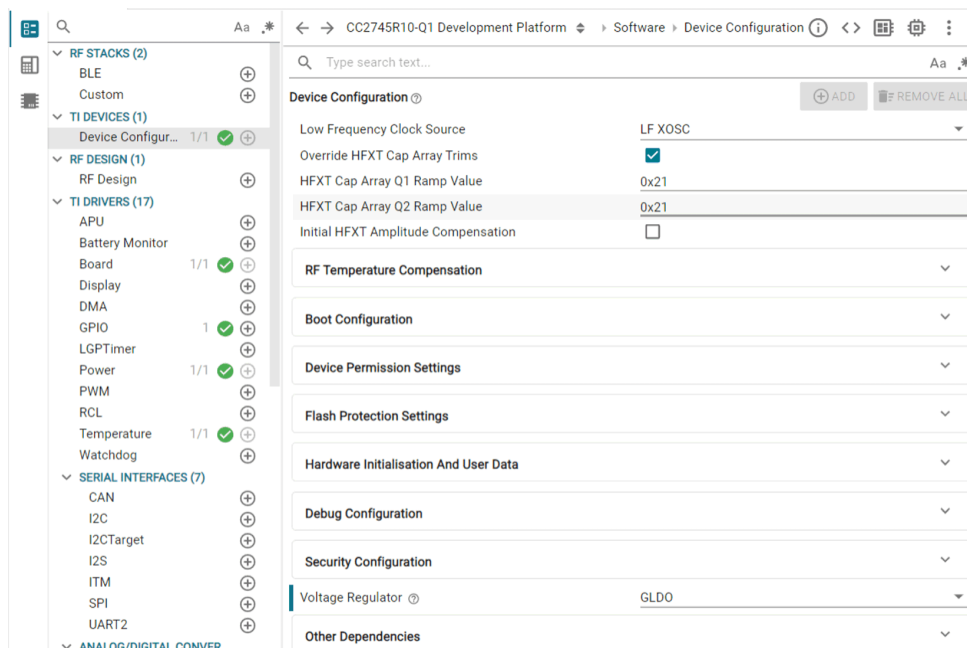 Aa .*
RF STACKS (2)
BLE
Custom
TI DEVICES (1)
Device Configur... 1/1
RF DESIGN (1)
RF Design
TI DRIVERS (17)
APU
Battery Monitor
Board 1/1
Display
DMA
GPIO 1
LGPTimer
Power 1/1
PWM
RCL
Temperature 1/1
Watchdog
SERIAL INTERFACES (7)
CAN
I2C
I2CTarget
I2S
ITM
SPI
UART2
ANALOG/DIGITAL CONVER
CC2745R10-Q1 Development Platform Software Device Configuration
Type search text... Aa .*
Device Configuration ADD REMOVE ALL
Low Frequency Clock Source LF XOSC
Override HFXT Cap Array Trims
HFXT Cap Array Q1 Ramp Value 0x21
HFXT Cap Array Q2 Ramp Value 0x21
Initial HFXT Amplitude Compensation
RF Temperature Compensation
Boot Configuration
Device Permission Settings
Flash Protection Settings
Hardware Initialisation And User Data
Debug Configuration
Security Configuration
Voltage Regulator GLDO
Other Dependencies